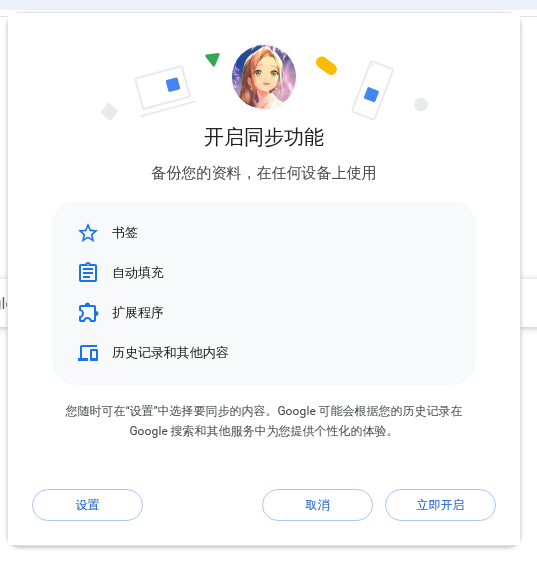 开启同步功能
备份您的资料，在任何设备上使用
书签
自动填充
扩展程序
历史记录和其他内容
您随时可在“设置”中选择要同步的内容。Google 可能会根据您的历史记录在
Google 搜索和其他服务中为您提供个性化的体验。
设置
取消
立即开启